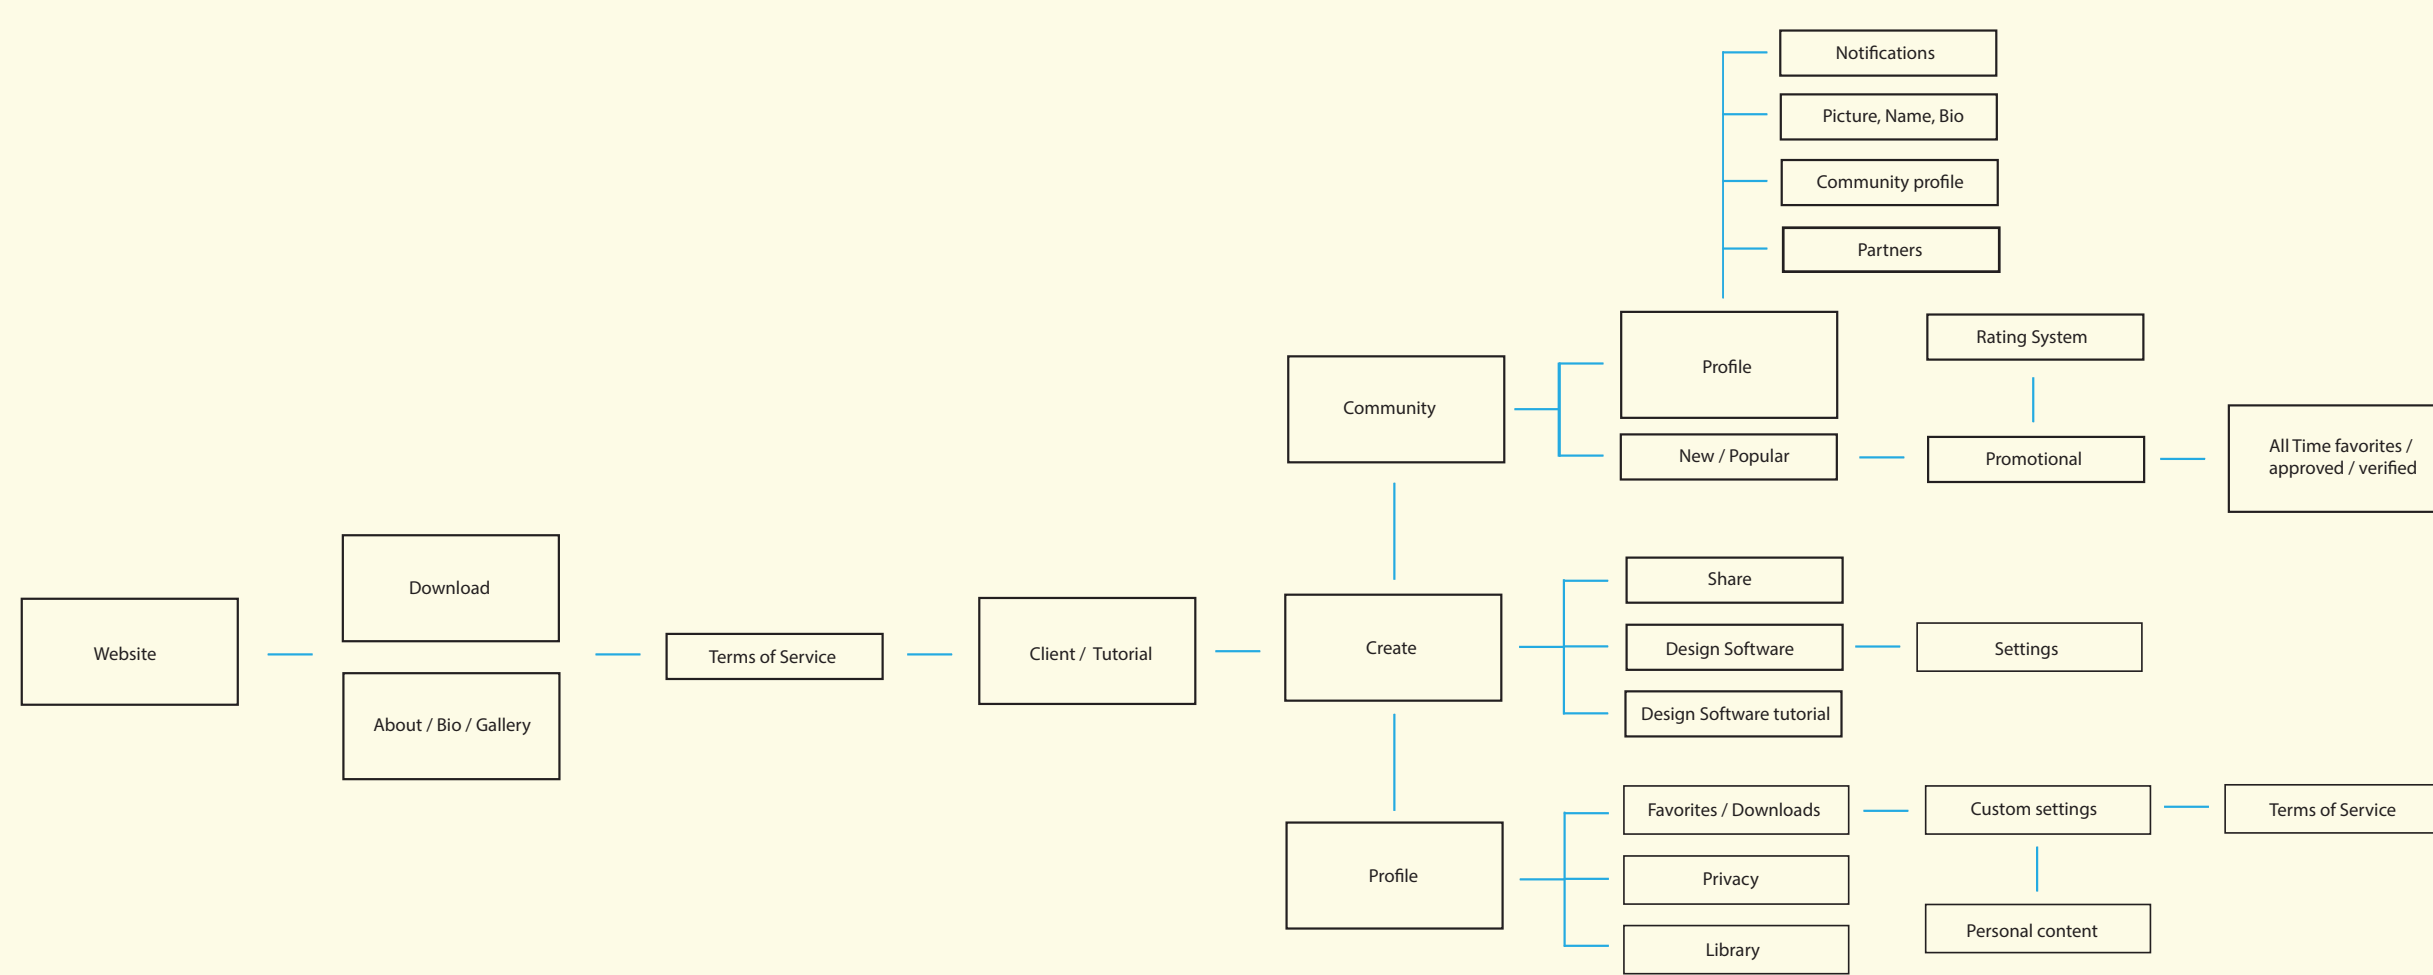 Notifications
Picture, Name, Bio
Community profile
Partners
Profile
Rating System
Community
New / Popular
Promotional
All Time favorites /
approved / verified
Download
Share
Website
Terms of Service
Client / Tutorial
Create
Design Software
Settings
About / Bio / Gallery
Design Software tutorial
Favorites / Downloads
Custom settings
Terms of Service
Profile
Privacy
Library
Personal content